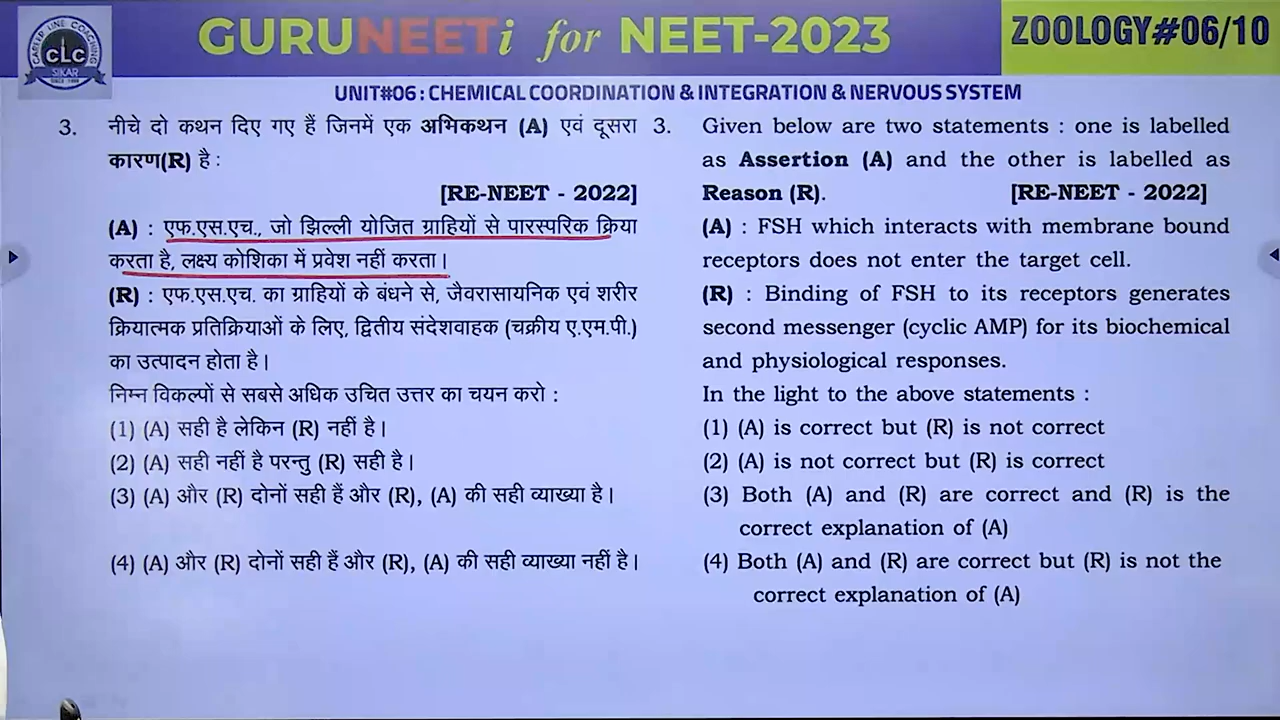 GURUNEETi for NEET-2023
ZOOLOGY#06/10
CAREER LINE COACHING
CLC
SIKAR
UNIT#06 : CHEMICAL COORDINATION & INTEGRATION & NERVOUS SYSTEM
3. नीचे दो कथन दिए गए हैं जिनमें एक अभिकथन (A) एवं दूसरा
कारण(R) है :
[RE-NEET - 2022]
(A) : एफ.एस.एच., जो झिल्ली योजित ग्राहियों से पारस्परिक क्रिया
करता है, लक्ष्य कोशिका में प्रवेश नहीं करता।
(R) : एफ.एस.एच. का ग्राहियों के बंधने से, जैवरासायनिक एवं शरीर
क्रियात्मक प्रतिक्रियाओं के लिए, द्वितीय संदेशवाहक (चक्रीय ए.एम.पी.)
का उत्पादन होता है।
निम्न विकल्पों से सबसे अधिक उचित उत्तर का चयन करो :
(1) (A) सही है लेकिन (R) नहीं है।
(2) (A) सही नहीं है परन्तु (R) सही है।
(3) (A) और (R) दोनों सही हैं और (R), (A) की सही व्याख्या है।
(4) (A) और (R) दोनों सही हैं और (R), (A) की सही व्याख्या नहीं है।
3. Given below are two statements : one is labelled
as Assertion (A) and the other is labelled as
Reason (R). [RE-NEET - 2022]
(A) : FSH which interacts with membrane bound
receptors does not enter the target cell.
(R) : Binding of FSH to its receptors generates
second messenger (cyclic AMP) for its biochemical
and physiological responses.
In the light to the above statements :
(1) (A) is correct but (R) is not correct
(2) (A) is not correct but (R) is correct
(3) Both (A) and (R) are correct and (R) is the
correct explanation of (A)
(4) Both (A) and (R) are correct but (R) is not the
correct explanation of (A)